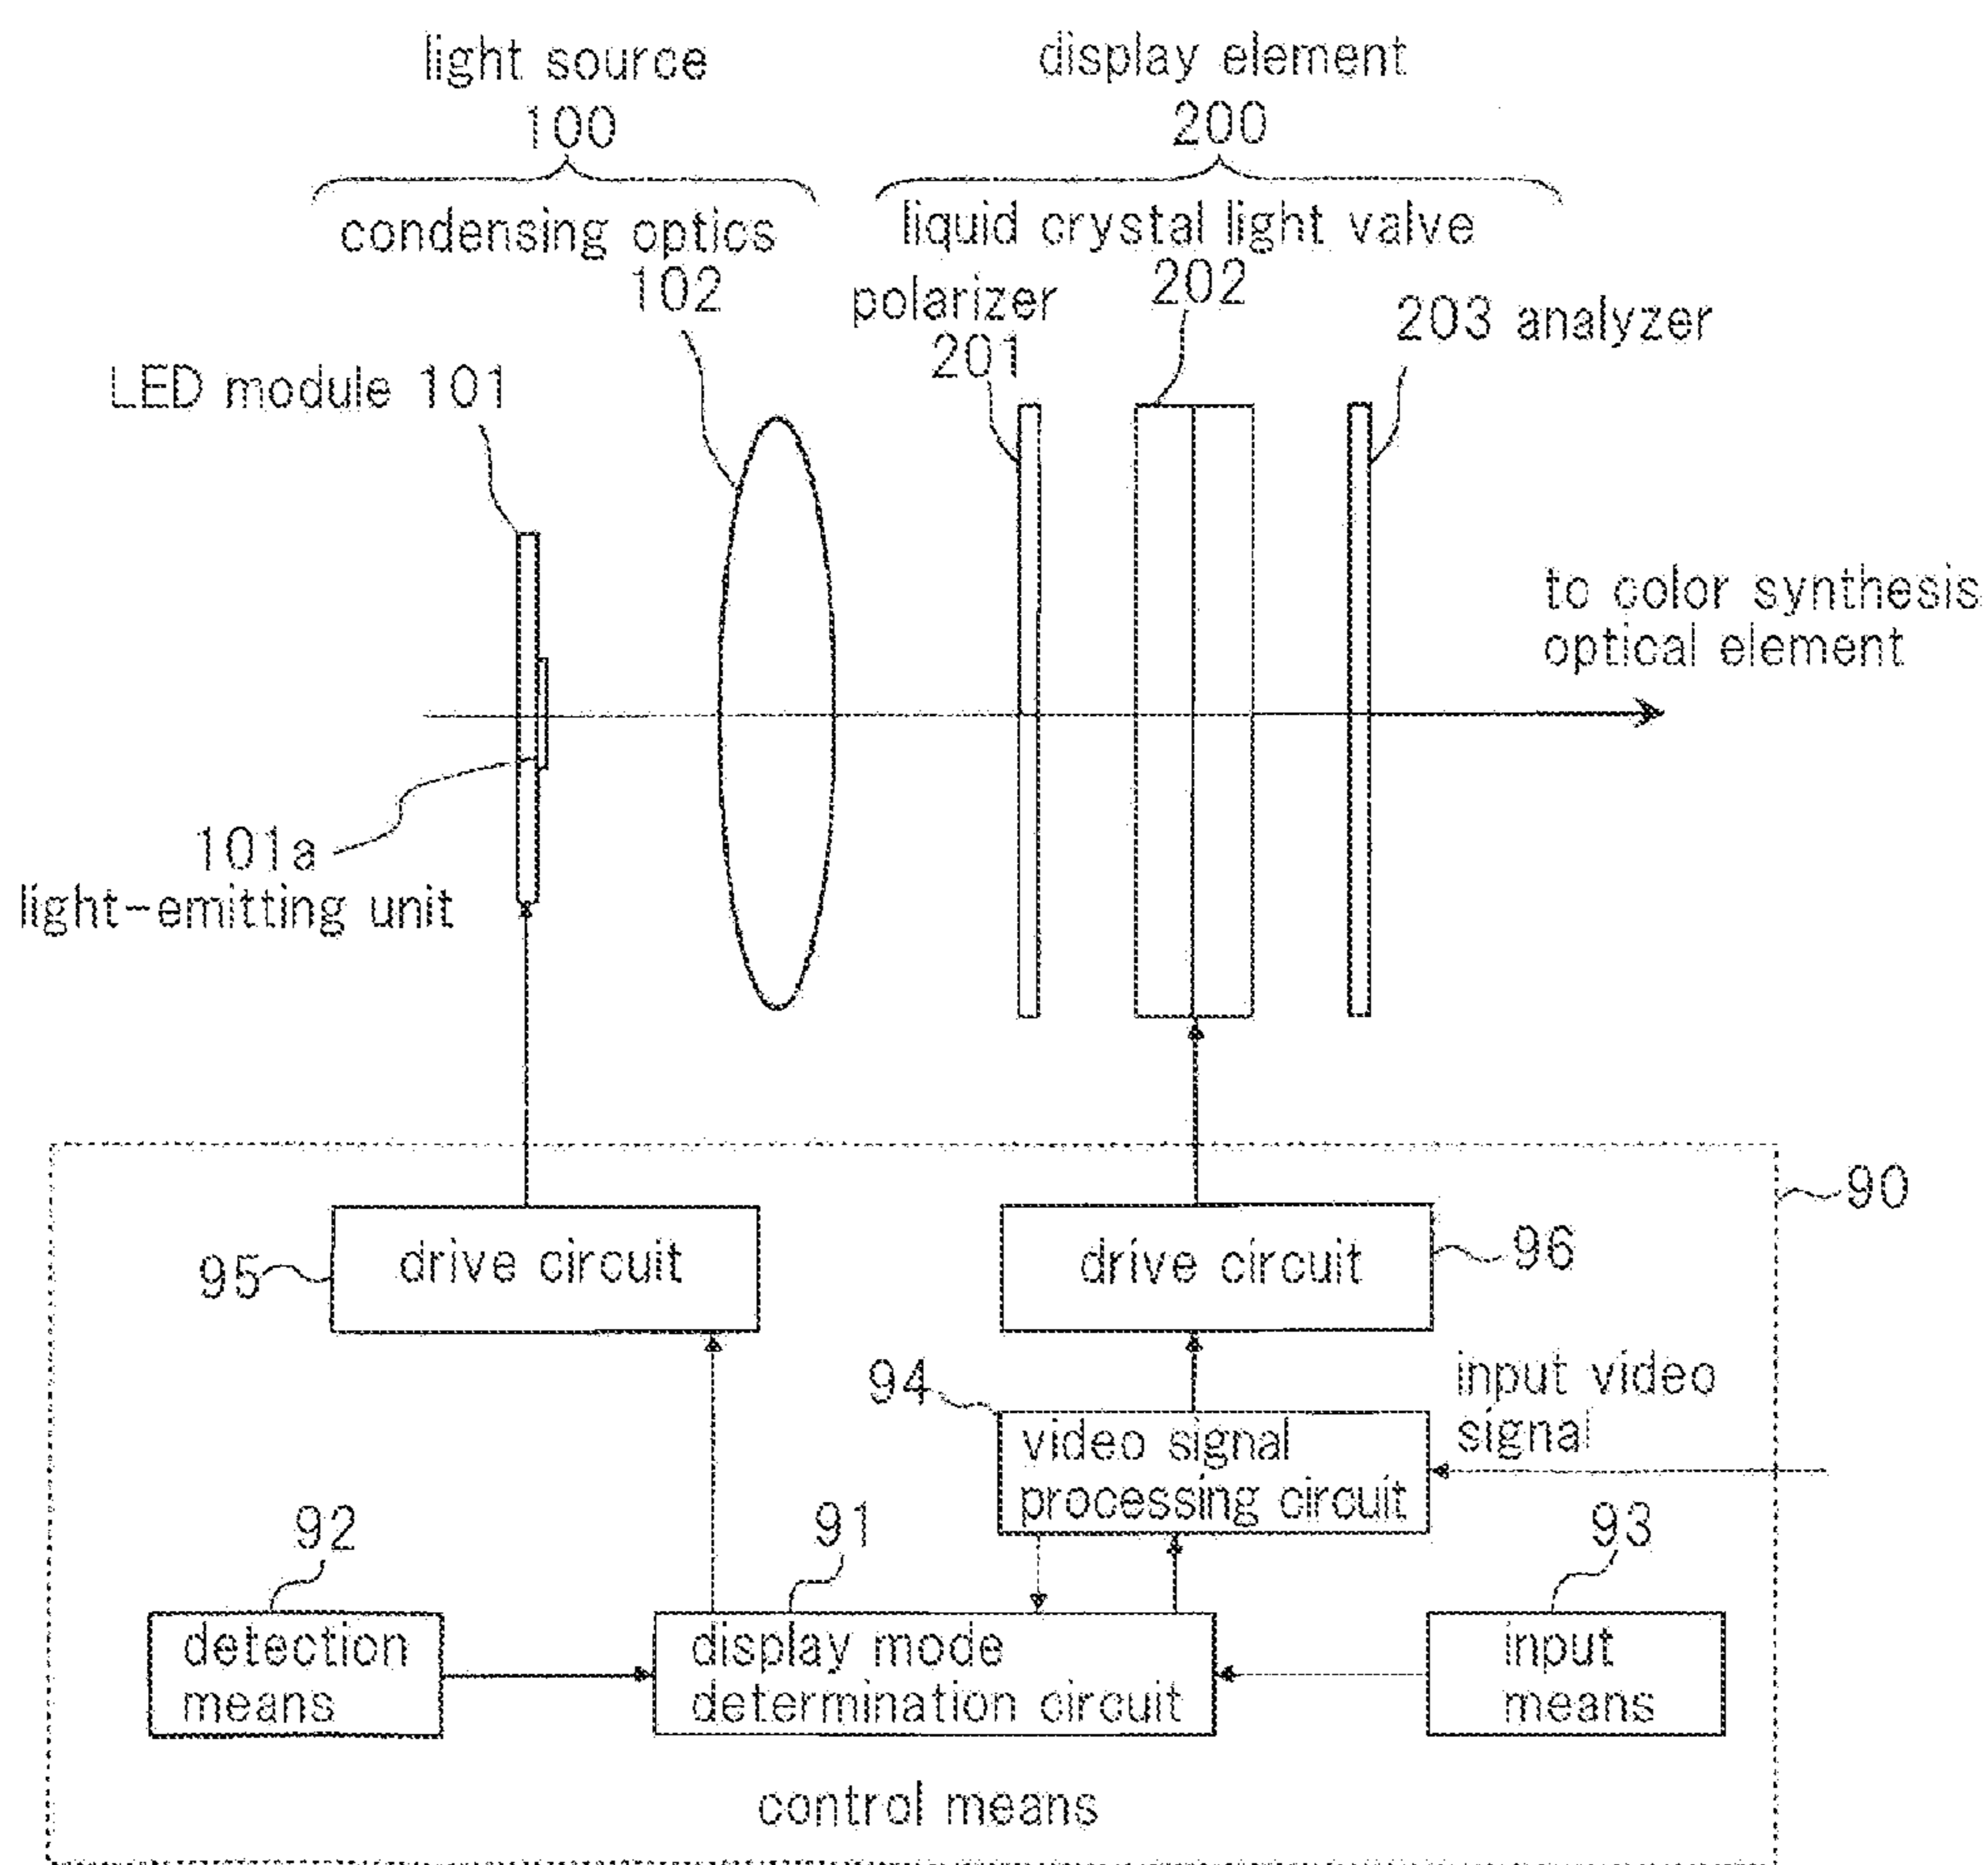 light source
100
display element
200
condensing optics
102
liquid crystal light valve
202
polarizer
201
203 analyzer
LED module 101
to color synthesis
optical element
101a
light-emitting unit
90
95
drive circuit
drive circuit
96
94
input video
signal
video signal
processing circuit
92
91
93
detection
means
display mode
determination circuit
input
means
control means